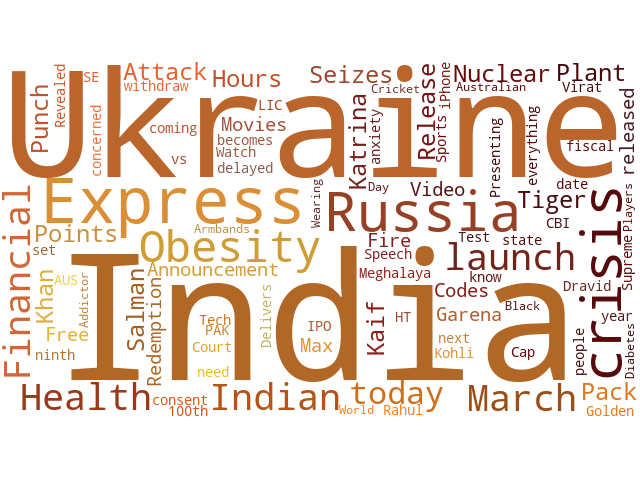 Ukraine
India
Express
Russia
crisis
Obesity
launch
Financial
Health
Indian
today
March
Attack
withdraw
Hours
Seizes
Cricket
Nuclear
Australian
Plant
Virat
Punch
Revealed
SE
concerned
coming
vs
LIC
Movies
becomes
Watch
delayed
Katrina
anxiety
Release
Sports
iPhone
Presenting
everything
fiscal
released
date
Points
set
Khan
AUS
Free
ninth
Addictor
Announcement
Armbands
Wearing
Day
Video
Tiger
CBI
Fire
Speech
Test
state
Meghalaya
know
Codes
Supreme
Players
Salman
Redemption
Tech
PAK
Court
need
Delivers
IPO
Max
Kaif
HT
Garena
next
Kohli
Black
Cap
Dravid
year
people
Diabetes
consent
100th
World
Rahul
Pack
Golden